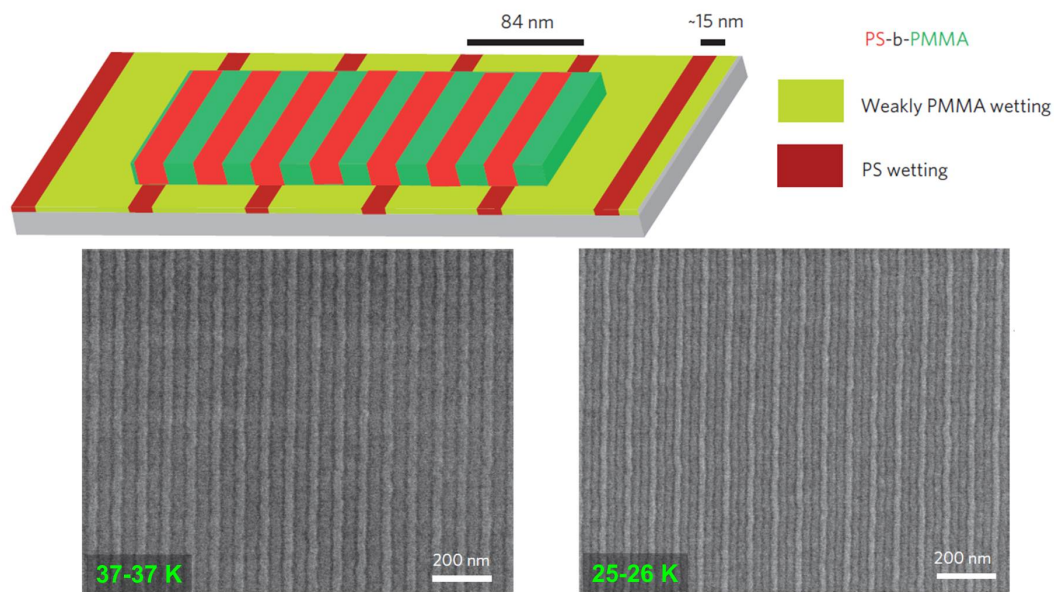 84 nm
~15 nm
PS-b-PMMA
Weakly PMMA wetting
PS wetting
37-37 K
200 nm
25-26 K
200 nm